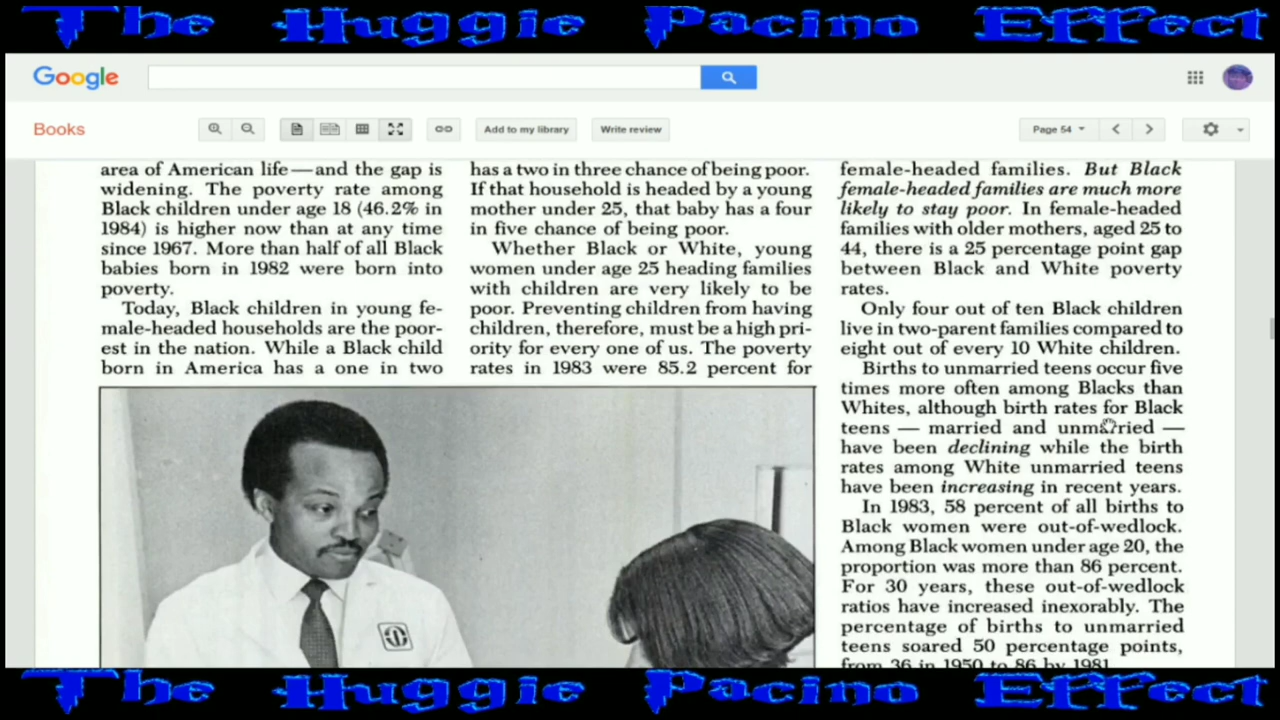 The Huggie Pacino Effect
Google
Books
Add to my library
Write review
Page 54
area of American life—and the gap is
widening. The poverty rate among
Black children under age 18 (46.2% in
1984) is higher now than at any time
since 1967. More than half of all Black
babies born in 1982 were born into
poverty.
Today, Black children in young fe-
male-headed households are the poor-
est in the nation. While a Black child
born in America has a one in two
has a two in three chance of being poor.
If that household is headed by a young
mother under 25, that baby has a four
in five chance of being poor.
Whether Black or White, young
women under age 25 heading families
with children are very likely to be
poor. Preventing children from having
children, therefore, must be a high pri-
ority for every one of us. The poverty
rates in 1983 were 85.2 percent for
female-headed families. But Black
female-headed families are much more
likely to stay poor. In female-headed
families with older mothers, aged 25 to
44, there is a 25 percentage point gap
between Black and White poverty
rates.
Only four out of ten Black children
live in two-parent families compared to
eight out of every 10 White children.
Births to unmarried teens occur five
times more often among Blacks than
Whites, although birth rates for Black
teens — married and unmarried —
have been declining while the birth
rates among White unmarried teens
have been increasing in recent years.
In 1983, 58 percent of all births to
Black women were out-of-wedlock.
Among Black women under age 20, the
proportion was more than 86 percent.
For 30 years, these out-of-wedlock
ratios have increased inexorably. The
percentage of births to unmarried
teens soared 50 percentage points,
from 36 in 1950 to 86 by 1981
The Huggie Pacino Effect